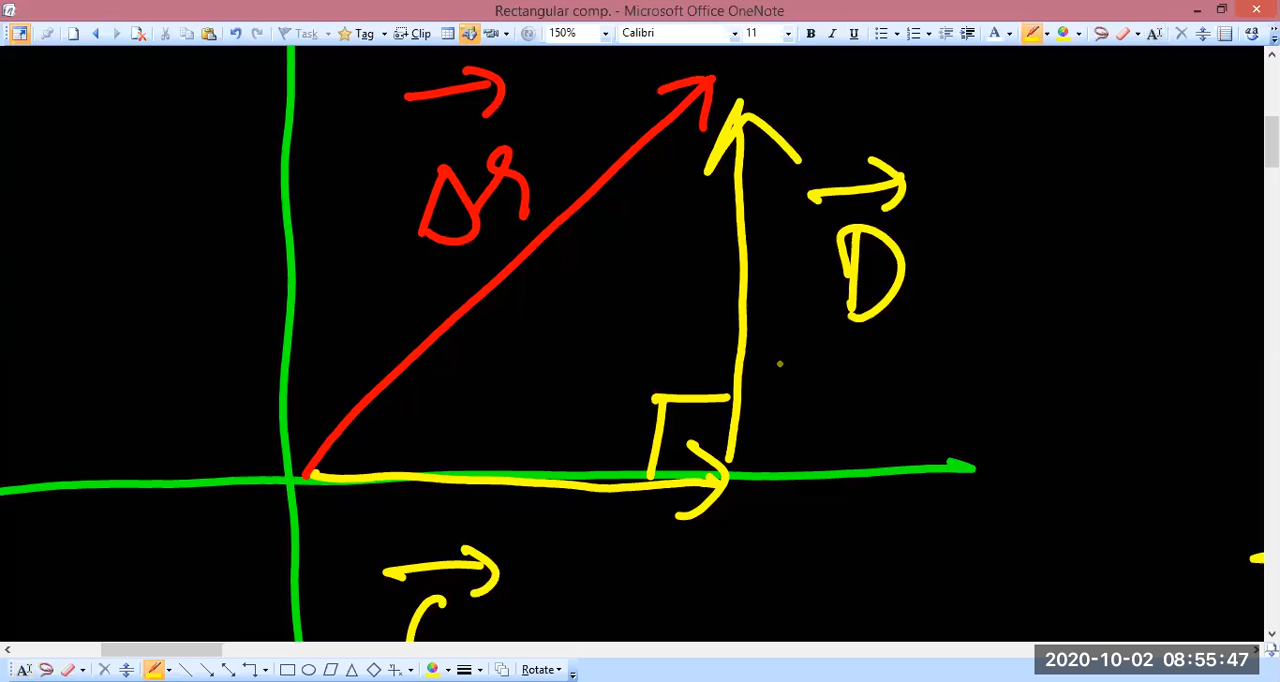 Rectangular comp. - Microsoft Office OneNote
Task Tag Clip 150% Calibri 11 B I U A
Δr
D
C
Rotate
2020-10-02 08:55:47